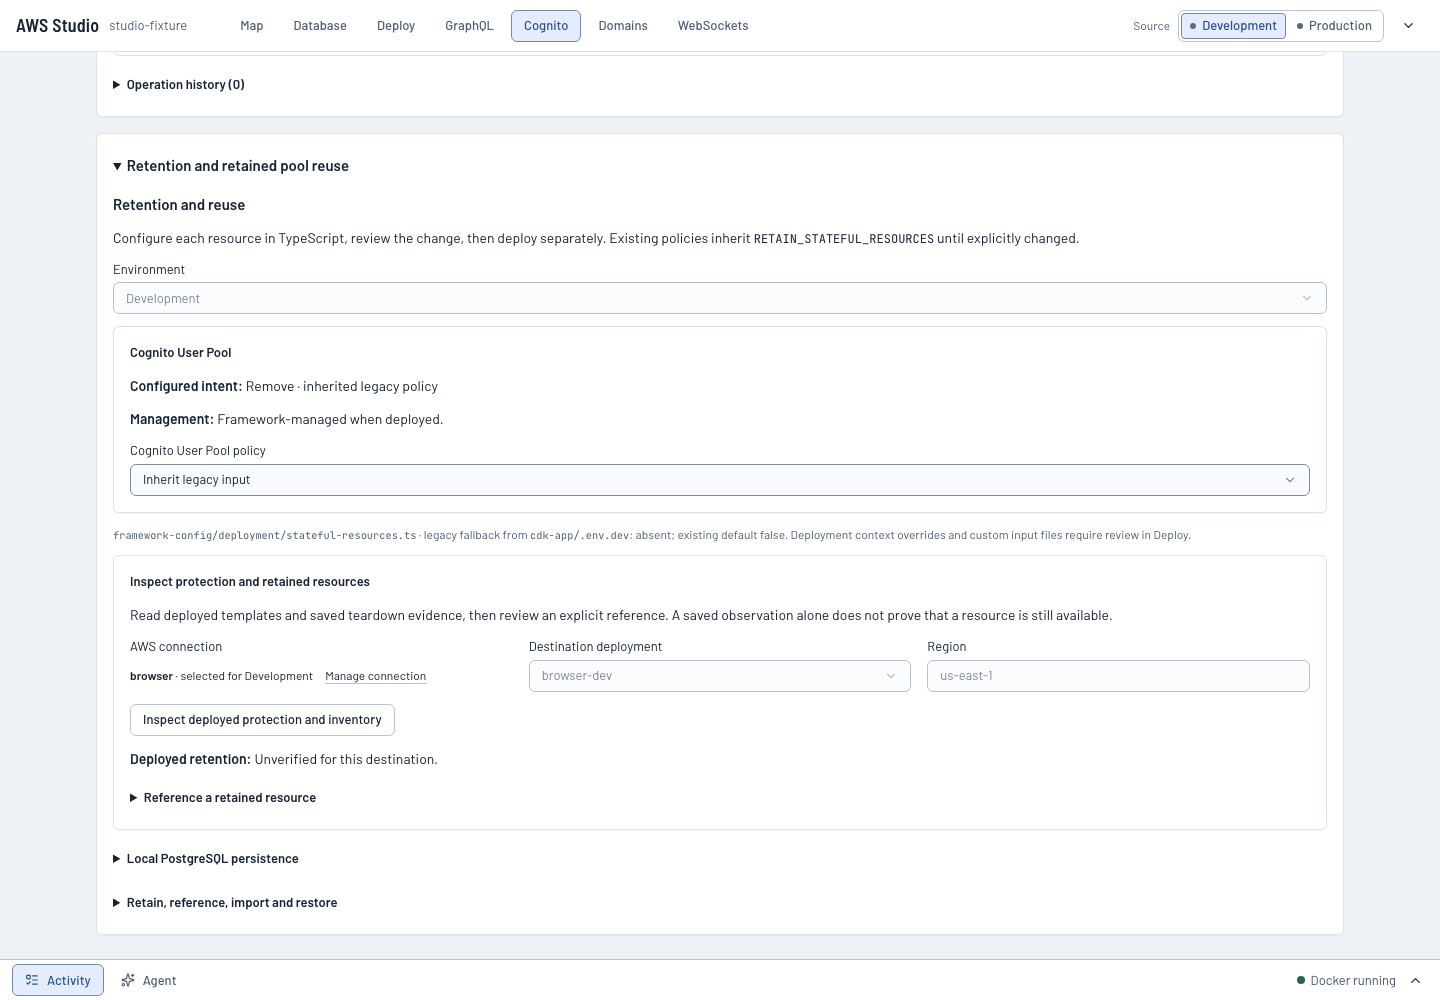 AWS Studio studio-fixture Map Database Deploy GraphQL Cognito Domains WebSockets Source Development Production
Operation history (0)
Retention and retained pool reuse
Retention and reuse
Configure each resource in TypeScript, review the change, then deploy separately. Existing policies inherit RETAIN_STATEFUL_RESOURCES until explicitly changed.
Environment
Development
Cognito User Pool
Configured intent: Remove · inherited legacy policy
Management: Framework-managed when deployed.
Cognito User Pool policy
Inherit legacy input
framework-config/deployment/stateful-resources.ts · legacy fallback from cdk-app/.env.dev: absent; existing default false. Deployment context overrides and custom input files require review in Deploy.
Inspect protection and retained resources
Read deployed templates and saved teardown evidence, then review an explicit reference. A saved observation alone does not prove that a resource is still available.
AWS connection Destination deployment Region
browser · selected for Development Manage connection browser-dev us-east-1
Inspect deployed protection and inventory
Deployed retention: Unverified for this destination.
Reference a retained resource
Local PostgreSQL persistence
Retain, reference, import and restore
Activity Agent Docker running